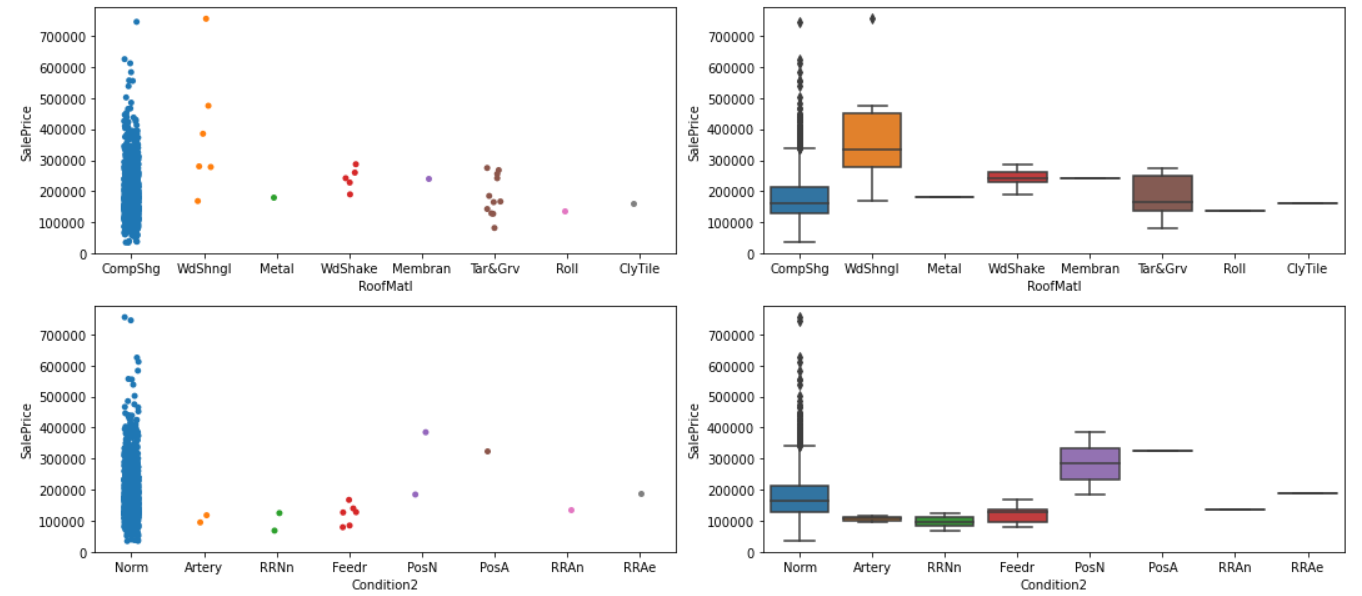 700000
600000
500000
400000
300000
200000
100000
0
SalePrice
CompShg WdShngl Metal WdShake Membran Tar&Grv Roll ClyTile
RoofMatl
700000
600000
500000
400000
300000
200000
100000
0
SalePrice
CompShg WdShngl Metal WdShake Membran Tar&Grv Roll ClyTile
RoofMatl
700000
600000
500000
400000
300000
200000
100000
0
SalePrice
Norm Artery RRNn Feedr PosN PosA RRAn RRAe
Condition2
700000
600000
500000
400000
300000
200000
100000
0
SalePrice
Norm Artery RRNn Feedr PosN PosA RRAn RRAe
Condition2